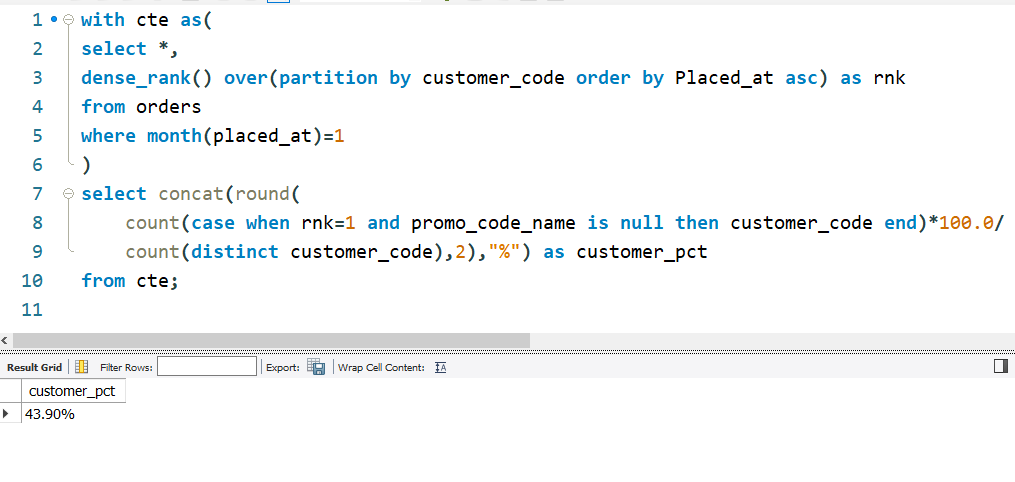 1 with cte as(
2 select *,
3 dense_rank() over(partition by customer_code order by Placed_at asc) as rnk
4 from orders
5 where month(placed_at)=1
6 )
7 select concat(round(
8 count(case when rnk=1 and promo_code_name is null then customer_code end)*100.0/
9 count(distinct customer_code),2),"%") as customer_pct
10 from cte;
11
Result Grid Filter Rows: Export: Wrap Cell Content:
customer_pct
43.90%